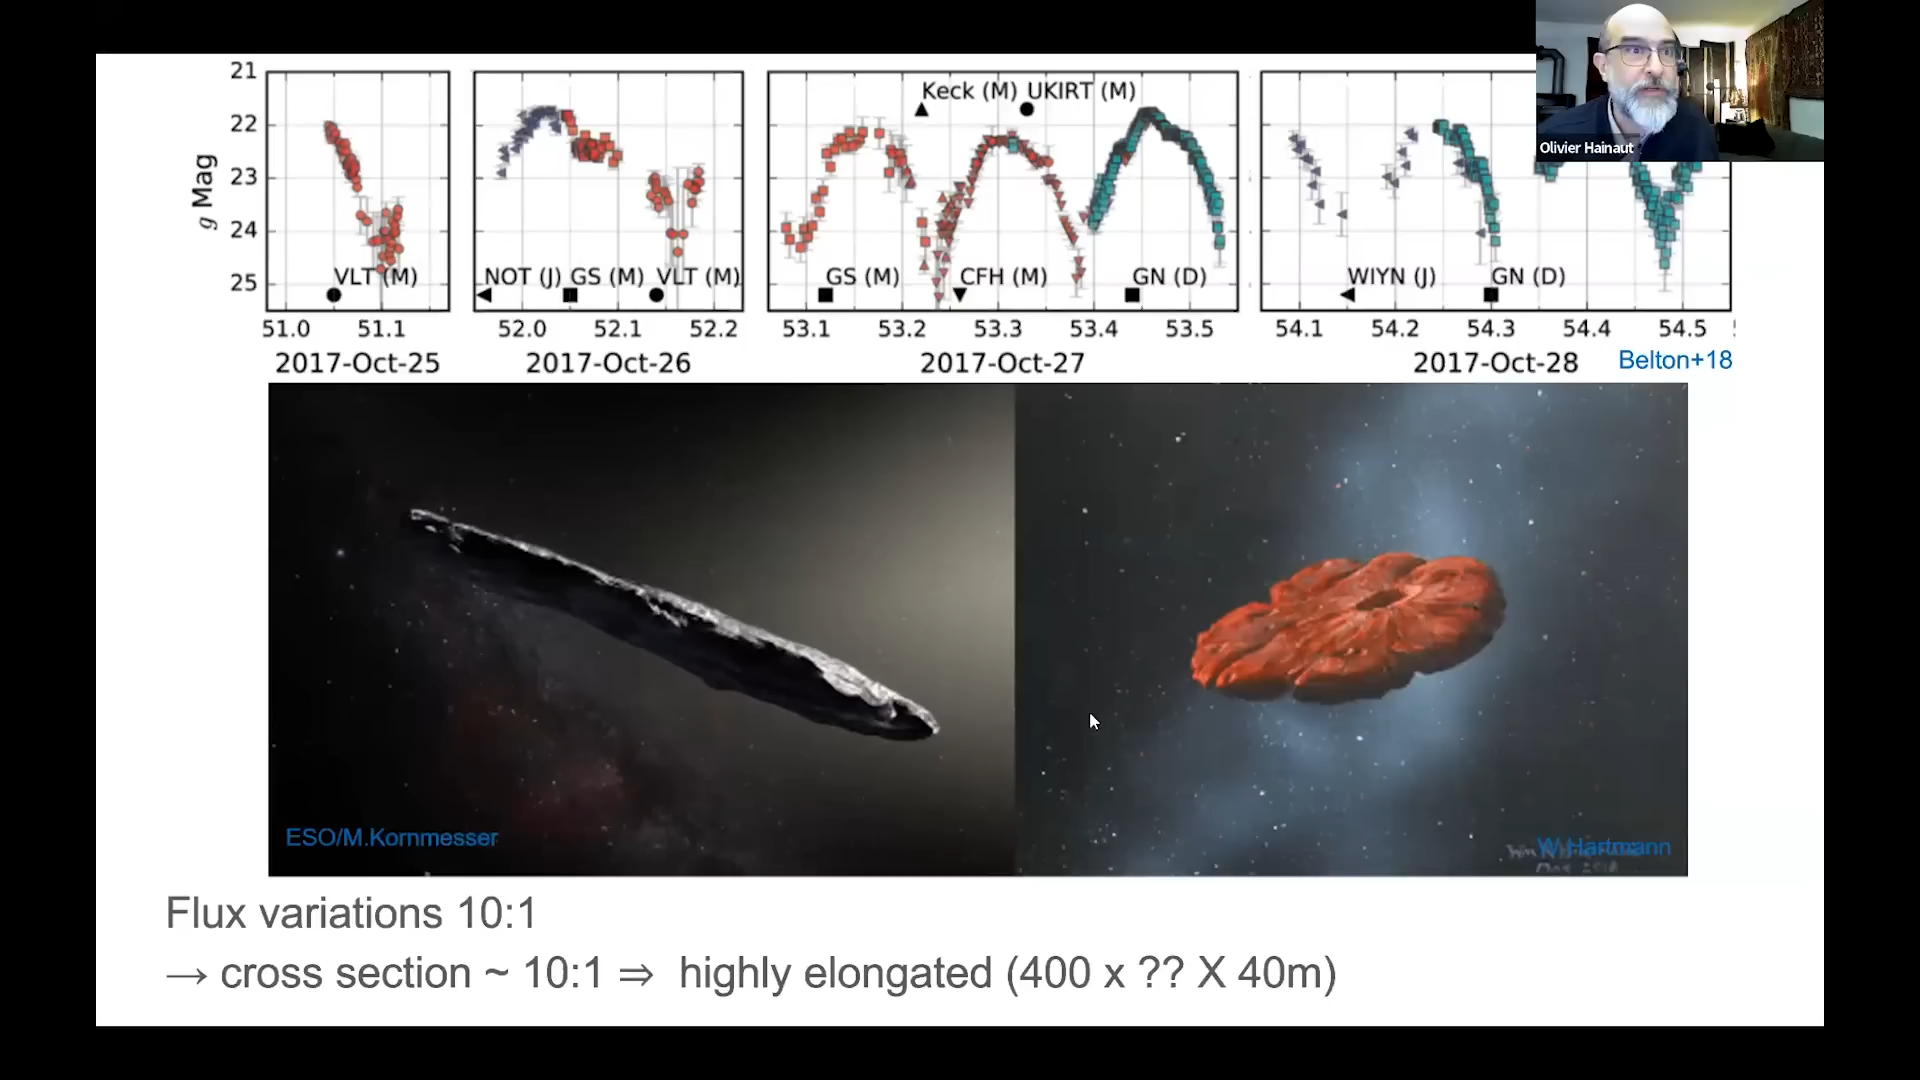 21
22
23
24
25
g Mag
Keck (M) UKIRT (M)
Olivier Hainaut
VLT (M)
NOT (J) GS (M) VLT (M)
GS (M) CFH (M) GN (D)
WIYN (J) GN (D)
51.0 51.1
52.0 52.1 52.2
53.1 53.2 53.3 53.4 53.5
54.1 54.2 54.3 54.4 54.5
2017-Oct-25
2017-Oct-26
2017-Oct-27
2017-Oct-28
Belton+18
ESO/M.Kornmesser
W.Hartmann
Flux variations 10:1
→ cross section ~ 10:1 ⇒ highly elongated (400 x ?? X 40m)